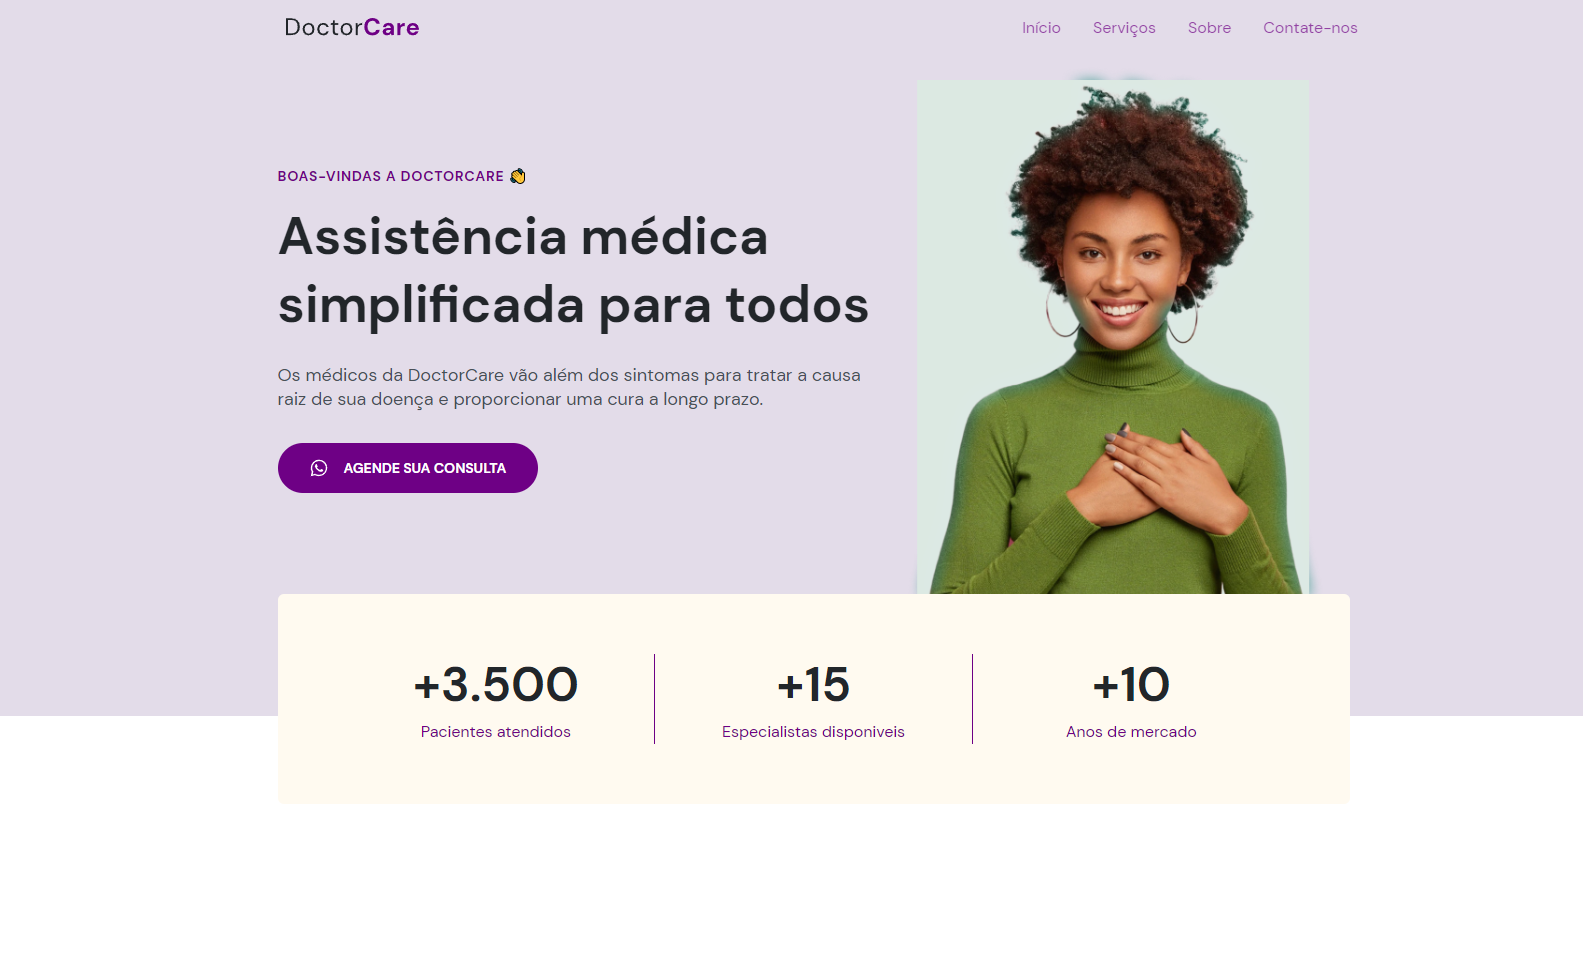 DoctorCare
Início Serviços Sobre Contate-nos
BOAS-VINDAS A DOCTORCARE 👋
Assistência médica
simplificada para todos
Os médicos da DoctorCare vão além dos sintomas para tratar a causa
raiz de sua doença e proporcionar uma cura a longo prazo.
AGENDE SUA CONSULTA
+3.500
Pacientes atendidos
+15
Especialistas disponiveis
+10
Anos de mercado